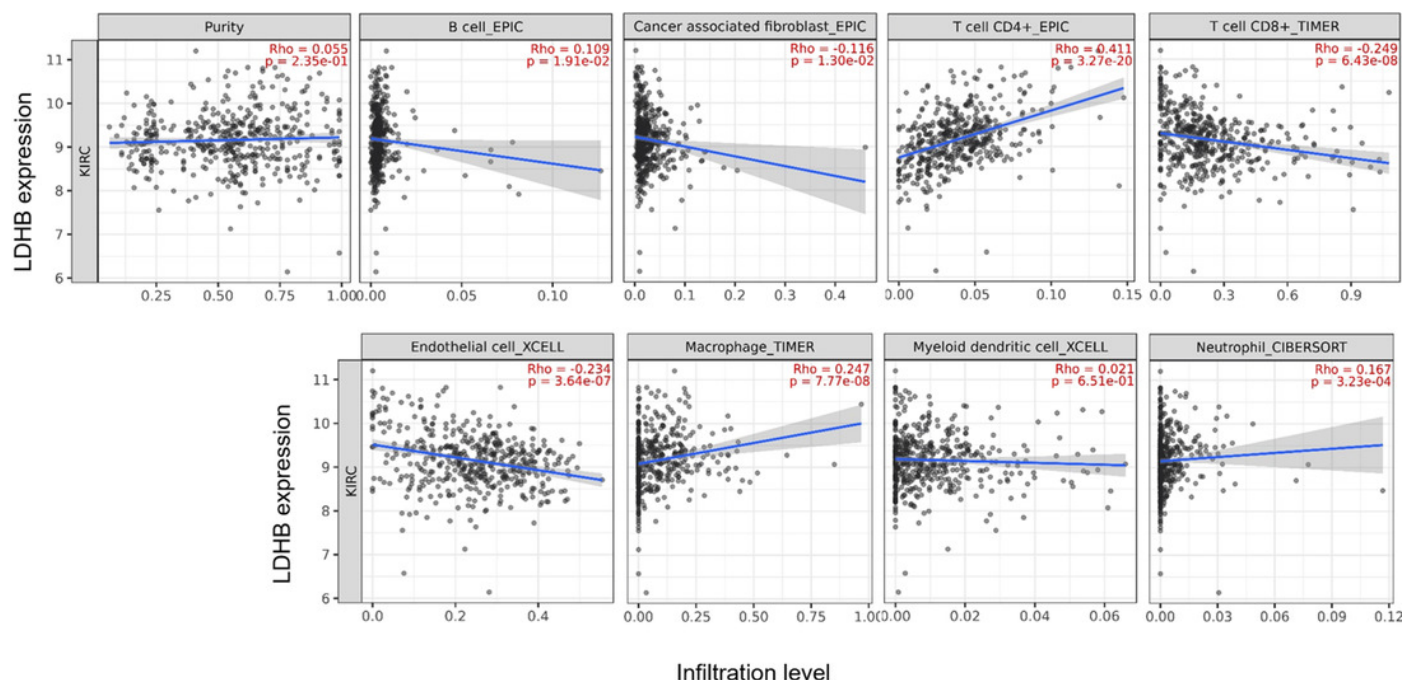 Purity
B cell_EPIC
Cancer associated fibroblast_EPIC
T cell CD4+_EPIC
T cell CD8+_TIMER
Rho = 0.055
p = 2.35e-01
Rho = 0.109
p = 1.91e-02
Rho = -0.116
p = 1.30e-02
Rho = 0.411
p = 3.27e-20
Rho = -0.249
p = 6.43e-08
LDHB expression
KIRC
11
10
9
8
7
6
0.25 0.50 0.75 1.00
0.00 0.05 0.10
0.0 0.1 0.2 0.3 0.4
0.00 0.05 0.10 0.15
0.0 0.3 0.6 0.9
Endothelial cell_XCELL
Macrophage_TIMER
Myeloid dendritic cell_XCELL
Neutrophil_CIBERSORT
Rho = -0.234
p = 3.64e-07
Rho = 0.247
p = 7.77e-08
Rho = 0.021
p = 6.51e-01
Rho = 0.167
p = 3.23e-04
LDHB expression
KIRC
11
10
9
8
7
6
0.0 0.2 0.4
0.00 0.25 0.50 0.75 1.00
0.00 0.02 0.04 0.06
0.00 0.03 0.06 0.09 0.12
Infiltration level